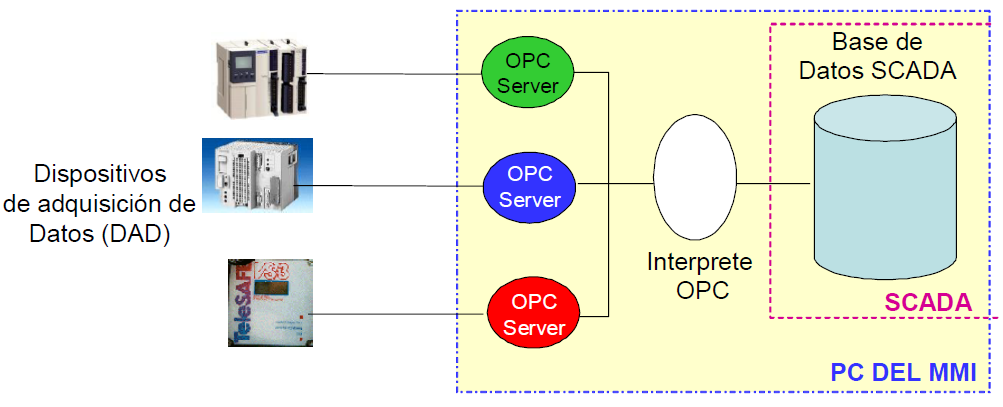 Dispositivos
de adquisición de
Datos (DAD)
TeleSAFE
OPC
Server
OPC
Server
OPC
Server
Interprete
OPC
Base de
Datos SCADA
SCADA
PC DEL MMI